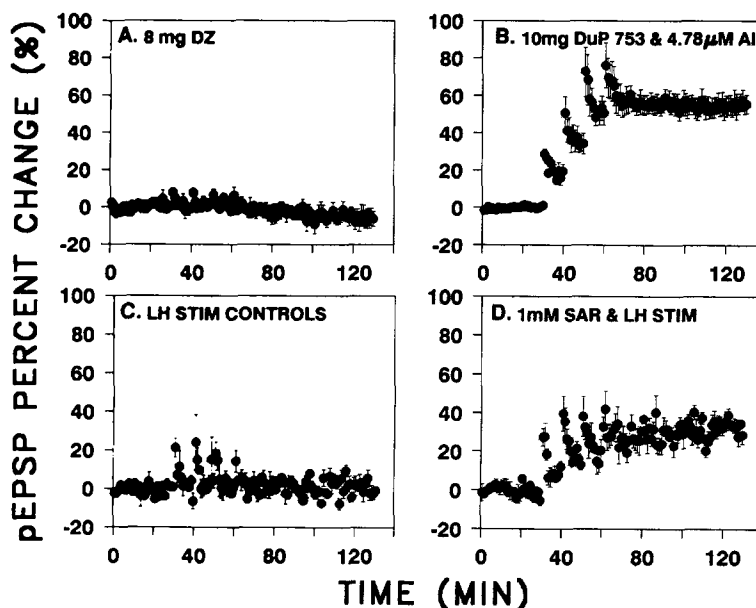 pEPSP PERCENT CHANGE (%)
A. 8 mg DZ
100
80
60
40
20
0
-20
0 40 80 120
B. 10mg DuP 753 & 4.78µM AI
100
80
60
40
20
0
-20
0 40 80 120
C. LH STIM CONTROLS
100
80
60
40
20
0
-20
0 40 80 120
D. 1mM SAR & LH STIM
100
80
60
40
20
0
-20
0 40 80 120
TIME (MIN)